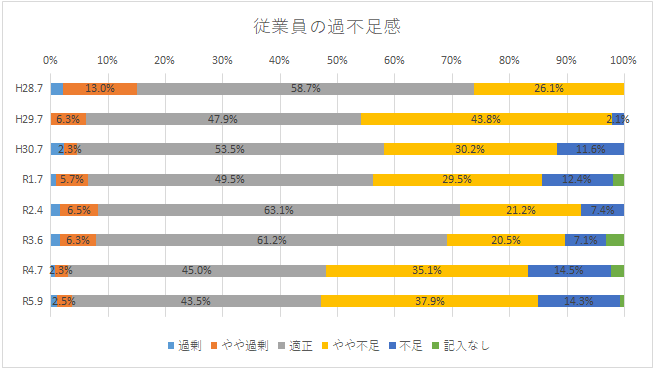 従業員の過不足感
0% 10% 20% 30% 40% 50% 60% 70% 80% 90% 100%
H28.7 13.0% 58.7% 26.1%
H29.7 6.3% 47.9% 43.8% 2.1%
H30.7 2.3% 53.5% 30.2% 11.6%
R1.7 5.7% 49.5% 29.5% 12.4%
R2.4 6.5% 63.1% 21.2% 7.4%
R3.6 6.3% 61.2% 20.5% 7.1%
R4.7 2.3% 45.0% 35.1% 14.5%
R5.9 2.5% 43.5% 37.9% 14.3%
過剰 やや過剰 適正 やや不足 不足 記入なし